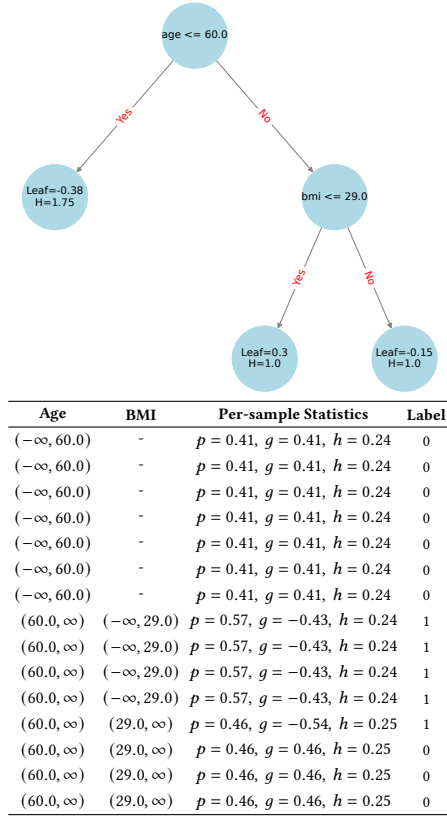 age <= 60.0
Yes
No
Leaf=-0.38
H=1.75
bmi <= 29.0
Yes
No
Leaf=0.3
H=1.0
Leaf=-0.15
H=1.0
Age BMI Per-sample Statistics Label
(−∞, 60.0) - p = 0.41, g = 0.41, h = 0.24 0
(−∞, 60.0) - p = 0.41, g = 0.41, h = 0.24 0
(−∞, 60.0) - p = 0.41, g = 0.41, h = 0.24 0
(−∞, 60.0) - p = 0.41, g = 0.41, h = 0.24 0
(−∞, 60.0) - p = 0.41, g = 0.41, h = 0.24 0
(−∞, 60.0) - p = 0.41, g = 0.41, h = 0.24 0
(−∞, 60.0) - p = 0.41, g = 0.41, h = 0.24 0
(60.0, ∞) (−∞, 29.0) p = 0.57, g = −0.43, h = 0.24 1
(60.0, ∞) (−∞, 29.0) p = 0.57, g = −0.43, h = 0.24 1
(60.0, ∞) (−∞, 29.0) p = 0.57, g = −0.43, h = 0.24 1
(60.0, ∞) (−∞, 29.0) p = 0.57, g = −0.43, h = 0.24 1
(60.0, ∞) (29.0, ∞) p = 0.46, g = −0.54, h = 0.25 1
(60.0, ∞) (29.0, ∞) p = 0.46, g = 0.46, h = 0.25 0
(60.0, ∞) (29.0, ∞) p = 0.46, g = 0.46, h = 0.25 0
(60.0, ∞) (29.0, ∞) p = 0.46, g = 0.46, h = 0.25 0